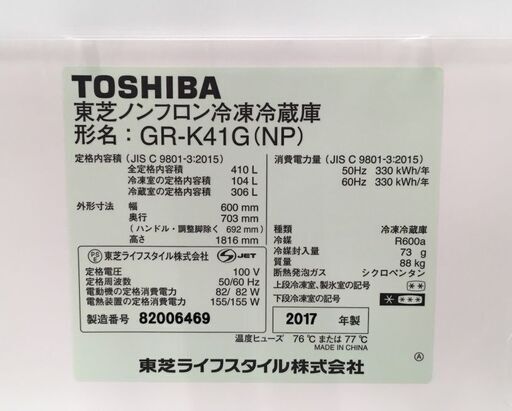 TOSHIBA
東芝ノンフロン冷凍冷蔵庫
形名：GR-K41G(NP)
定格内容積（JIS C 9801-3:2015）
全定格内容積 410 L
冷凍室の定格内容積 104 L
冷蔵室の定格内容積 306 L
外形寸法 幅 600 mm
奥行 703 mm
（ハンドル・調整脚除く 692 mm）
高さ 1816 mm
消費電力量（JIS C 9801-3:2015）
50Hz 330 kWh/年
60Hz 330 kWh/年
種類 冷凍冷蔵庫
冷媒 R600a
冷媒封入量 73 g
質量 88 kg
断熱発泡ガス シクロペンタン
上段冷凍室、製氷室の記号 **
下段冷凍室の記号 * ***
PS E 東芝ライフスタイル株式会社 S JET
定格電圧 100 V
定格周波数 50/60 Hz
電動機の定格消費電力 82/ 82 W
電熱装置の定格消費電力 155/155 W
製造番号 82006469
2017 年製
温度ヒューズ 76℃ または 77℃
MADE IN CHINA
東芝ライフスタイル株式会社
A